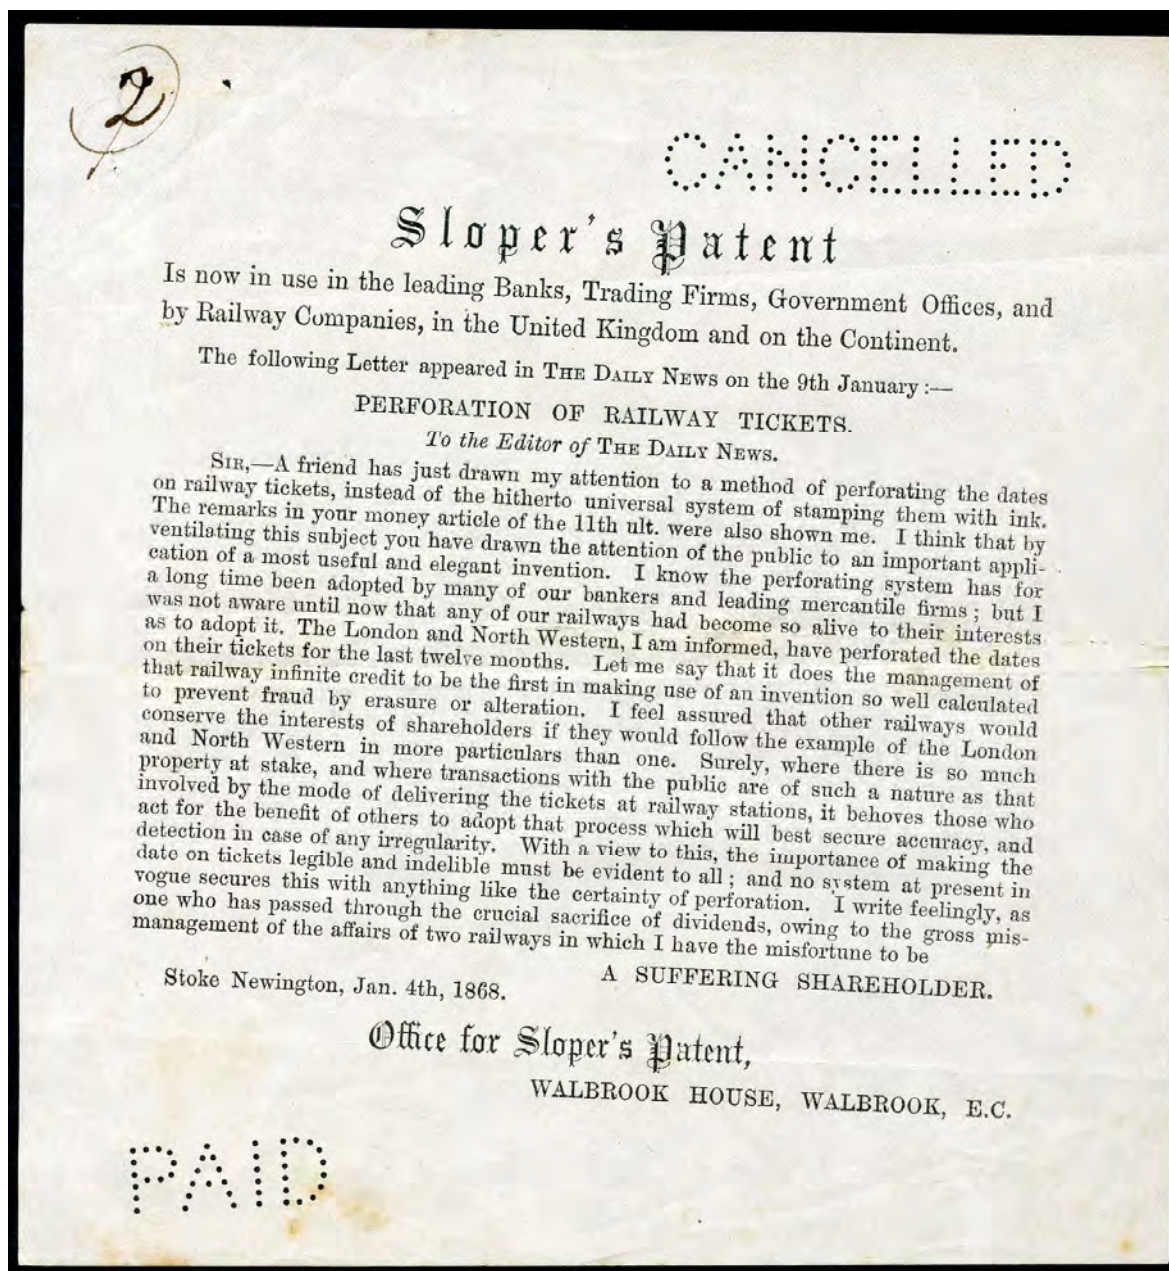 2
CANCELLED
Sloper's Patent
Is now in use in the leading Banks, Trading Firms, Government Offices, and
by Railway Companies, in the United Kingdom and on the Continent.
The following Letter appeared in THE DAILY NEWS on the 9th January:—
PERFORATION OF RAILWAY TICKETS.
To the Editor of THE DAILY NEWS.
SIR,—A friend has just drawn my attention to a method of perforating the dates
on railway tickets, instead of the hitherto universal system of stamping them with ink.
The remarks in your money article of the 11th ult. were also shown me. I think that by
ventilating this subject you have drawn the attention of the public to an important appli-
cation of a most useful and elegant invention. I know the perforating system has for
a long time been adopted by many of our bankers and leading mercantile firms; but I
was not aware until now that any of our railways had become so alive to their interests
as to adopt it. The London and North Western, I am informed, have perforated the dates
on their tickets for the last twelve months. Let me say that it does the management of
that railway infinite credit to be the first in making use of an invention so well calculated
to prevent fraud by erasure or alteration. I feel assured that other railways would
conserve the interests of shareholders if they would follow the example of the London
and North Western in more particulars than one. Surely, where there is so much
property at stake, and where transactions with the public are of such a nature as that
involved by the mode of delivering the tickets at railway stations, it behoves those who
act for the benefit of others to adopt that process which will best secure accuracy, and
detection in case of any irregularity. With a view to this, the importance of making the
date on tickets legible and indelible must be evident to all; and no system at present in
vogue secures this with anything like the certainty of perforation. I write feelingly, as
one who has passed through the crucial sacrifice of dividends, owing to the gross mis-
management of the affairs of two railways in which I have the misfortune to be
A SUFFERING SHAREHOLDER.
Stoke Newington, Jan. 4th, 1868.
Office for Sloper's Patent,
WALBROOK HOUSE, WALBROOK, E.C.
PAID